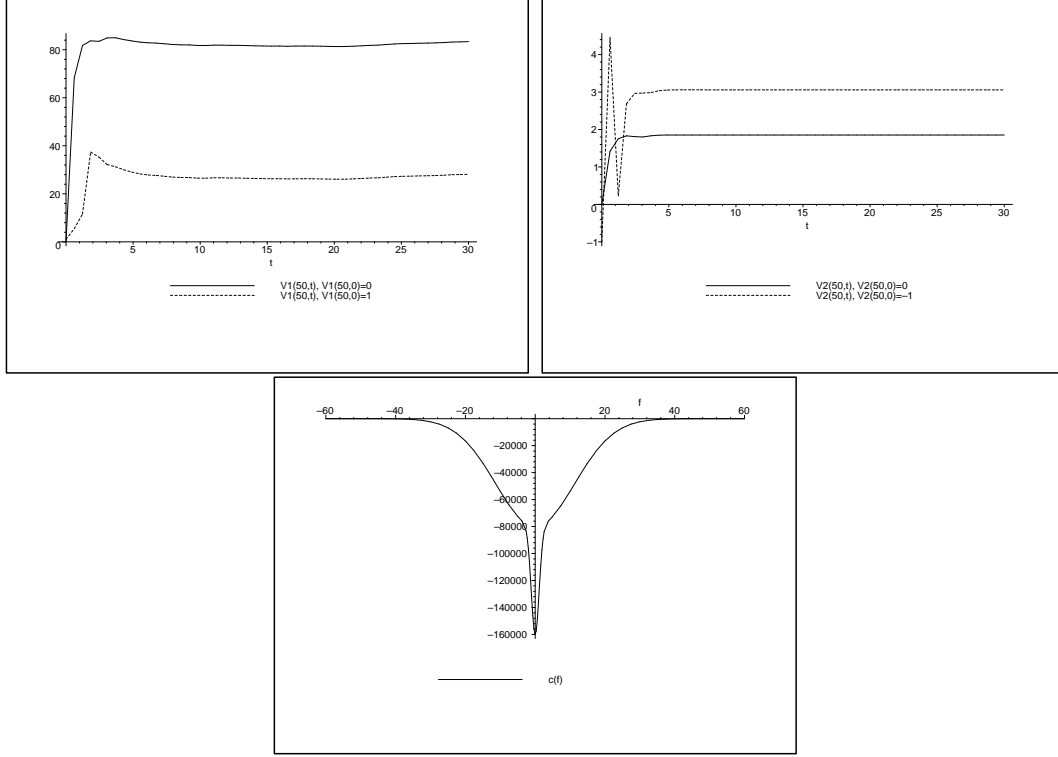 80
60
40
20
0
5 10 15 20 25 30
t
V1(50,t), V1(50,0)=0
V1(50,t), V1(50,0)=1
4
3
2
1
0
–1
5 10 15 20 25 30
t
V2(50,t), V2(50,0)=0
V2(50,t), V2(50,0)=–1
f
–60 –40 –20 20 40 60
–20000
–40000
–60000
–80000
–100000
–120000
–140000
–160000
c(f)